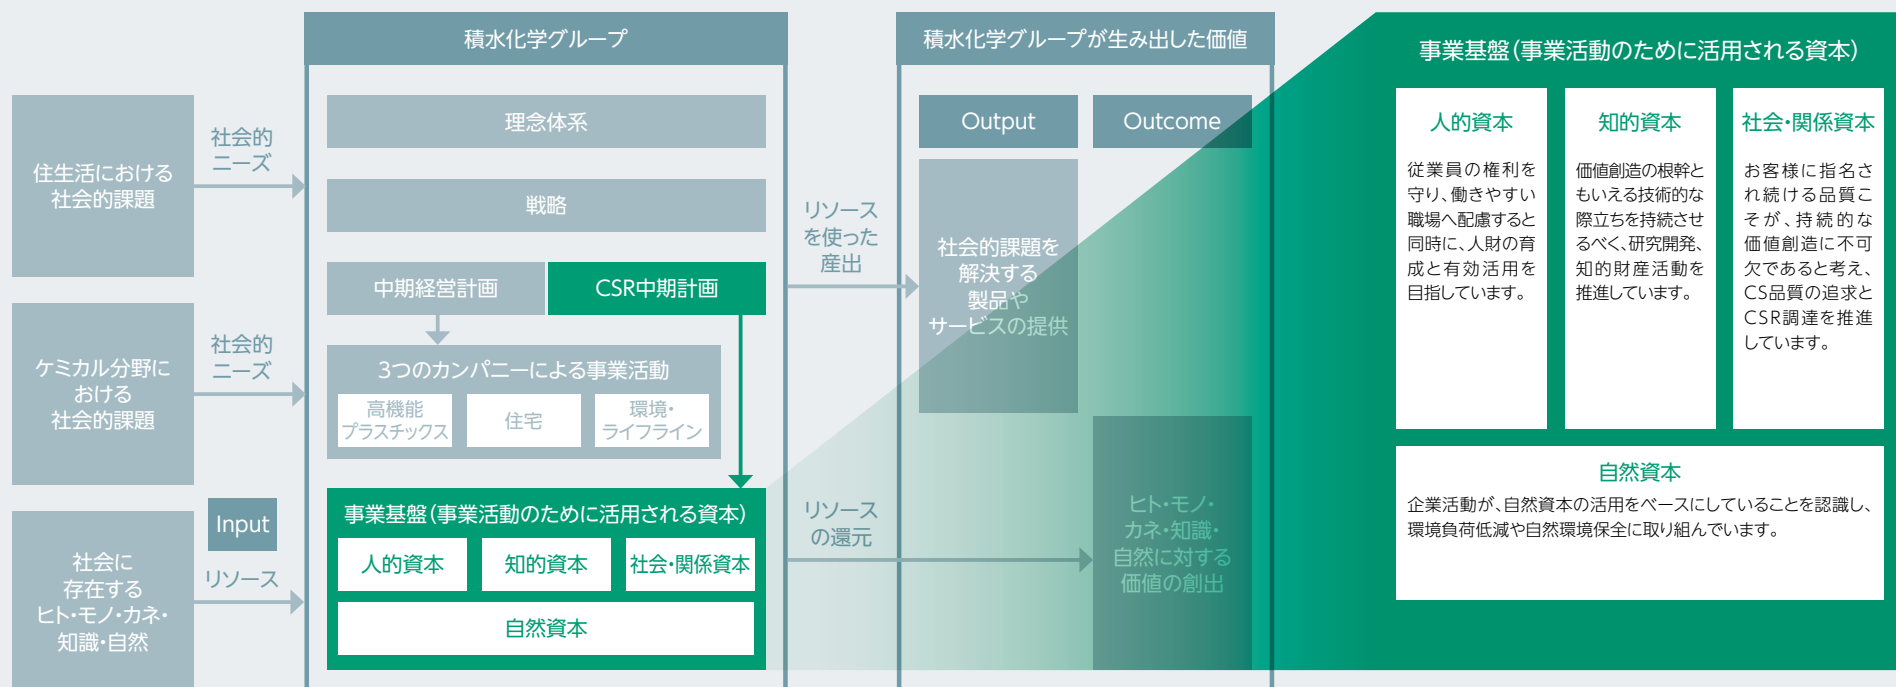 住生活における
社会的課題
社会的
ニーズ
ケミカル分野に
おける
社会的課題
社会的
ニーズ
社会に
存在する
ヒト・モノ・カネ・
知識・自然
Input
リソース
積水化学グループ
理念体系
戦略
中期経営計画
CSR中期計画
3つのカンパニーによる事業活動
高機能
プラスチックス
住宅
環境・
ライフライン
事業基盤（事業活動のために活用される資本）
人的資本
知的資本
社会・関係資本
自然資本
リソース
を使った
産出
リソース
の還元
積水化学グループが生み出した価値
Output
Outcome
社会的課題を
解決する
製品や
サービスの提供
ヒト・モノ・
カネ・知識・
自然に対する
価値の創出
事業基盤（事業活動のために活用される資本）
人的資本
従業員の権利を
守り、働きやすい
職場へ配慮すると
同時に、人財の育
成と有効活用を
目指しています。
知的資本
価値創造の根幹と
もいえる技術的な
際立ちを持続させ
るべく、研究開発、
知的財産活動を
推進しています。
社会・関係資本
お客様に指名さ
れ続ける品質こ
そが、持続的な
価値創造に不可
欠であると考え、
CS品質の追求と
CSR調達を推進
しています。
自然資本
企業活動が、自然資本の活用をベースにしていることを認識し、
環境負荷低減や自然環境保全に取り組んでいます。